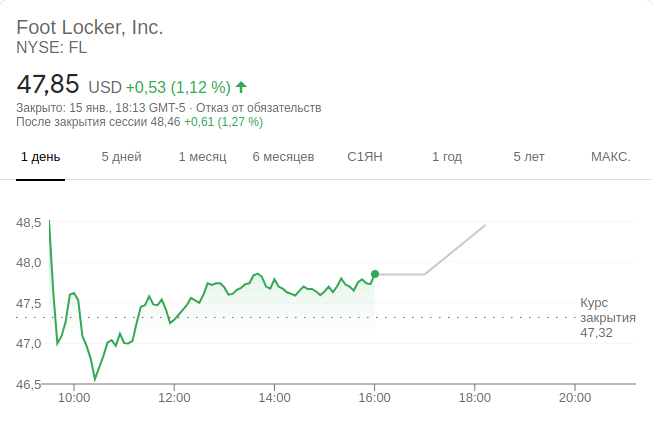 Foot Locker, Inc.
NYSE: FL
47,85 USD +0,53 (1,12 %)
Закрыто: 15 янв., 18:13 GMT-5 · Отказ от обязательств
После закрытия сессии 48,46 +0,61 (1,27 %)
1 день 5 дней 1 месяц 6 месяцев С1ЯН 1 год 5 лет МАКС.
48,5
48,0
47,5
47,0
46,5
Курс
закрытия
47,32
10:00 12:00 14:00 16:00 18:00 20:00